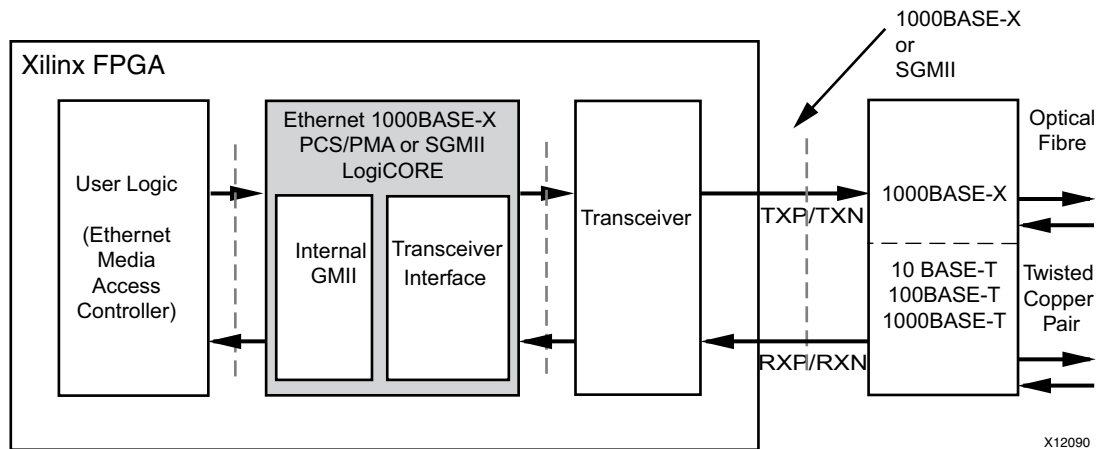 1000BASE-X
or
SGMII
Xilinx FPGA
User Logic
(Ethernet
Media
Access
Controller)
Ethernet 1000BASE-X
PCS/PMA or SGMII
LogiCORE
Internal
GMII
Transceiver
Interface
Transceiver
TXP/TXN
RXP/RXN
1000BASE-X
10 BASE-T
100BASE-T
1000BASE-T
Optical
Fibre
Twisted
Copper
Pair
X12090